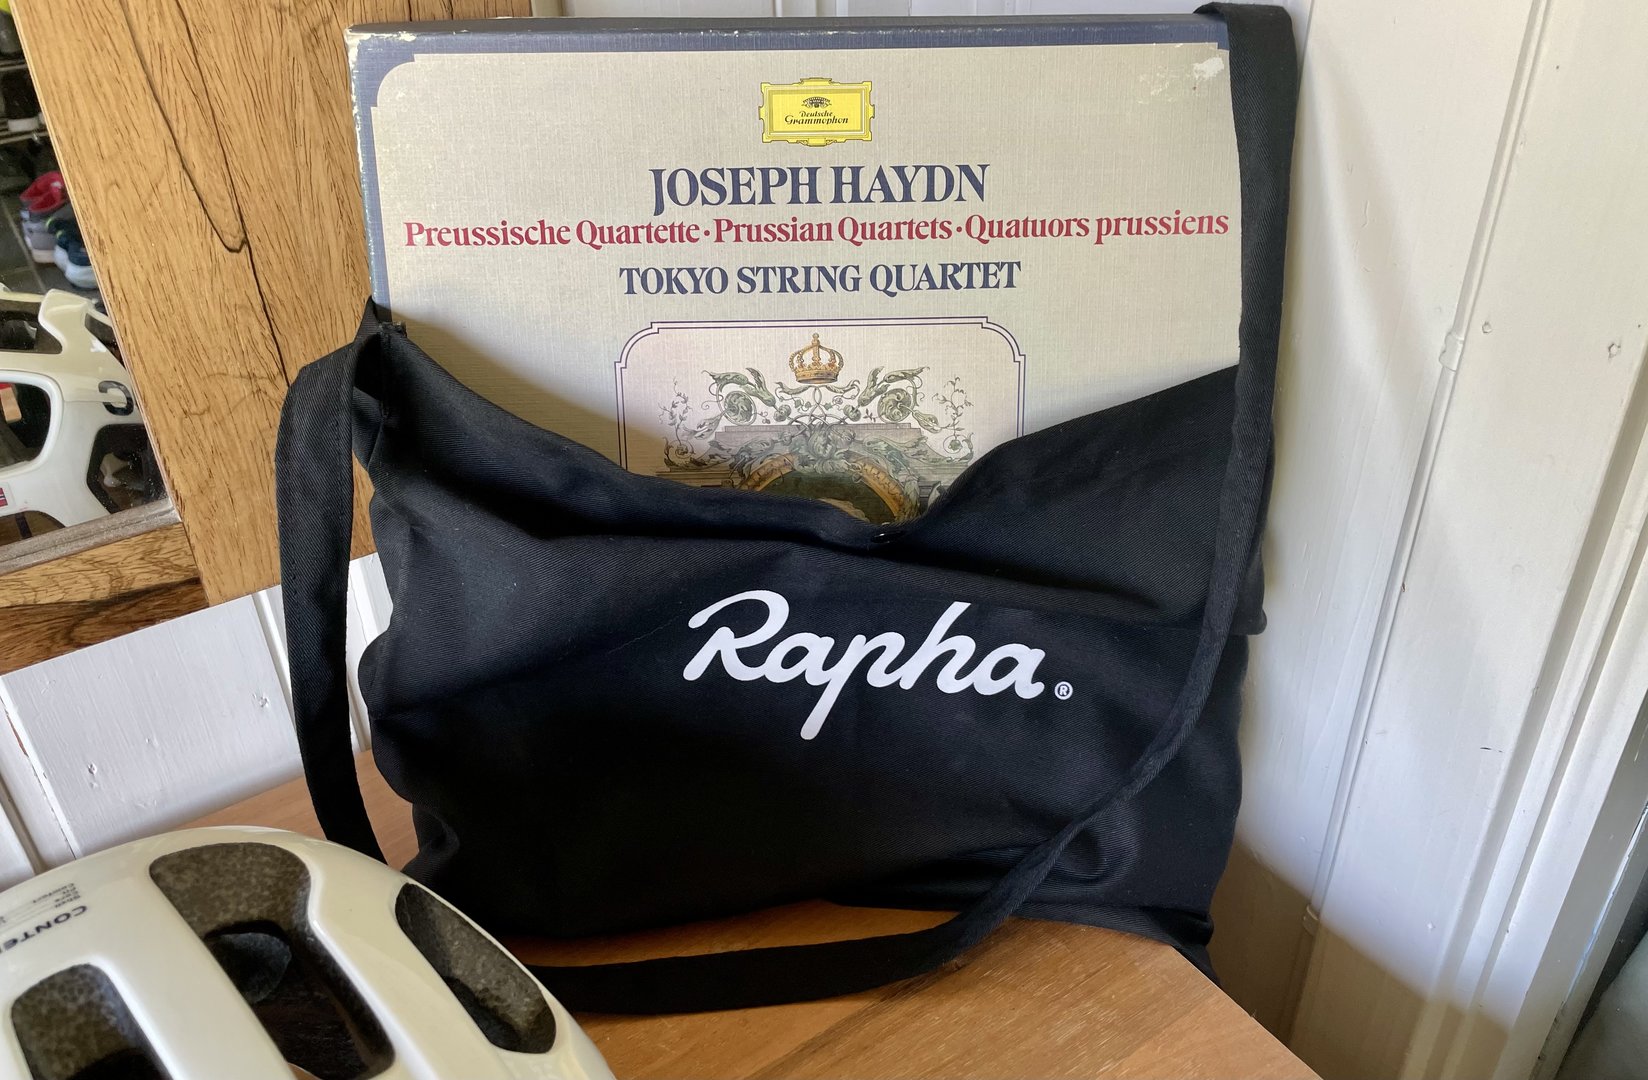 Deutsche
Grammophon
JOSEPH HAYDN
Preussische Quartette · Prussian Quartets · Quatuors prussiens
TOKYO STRING QUARTET
Rapha®